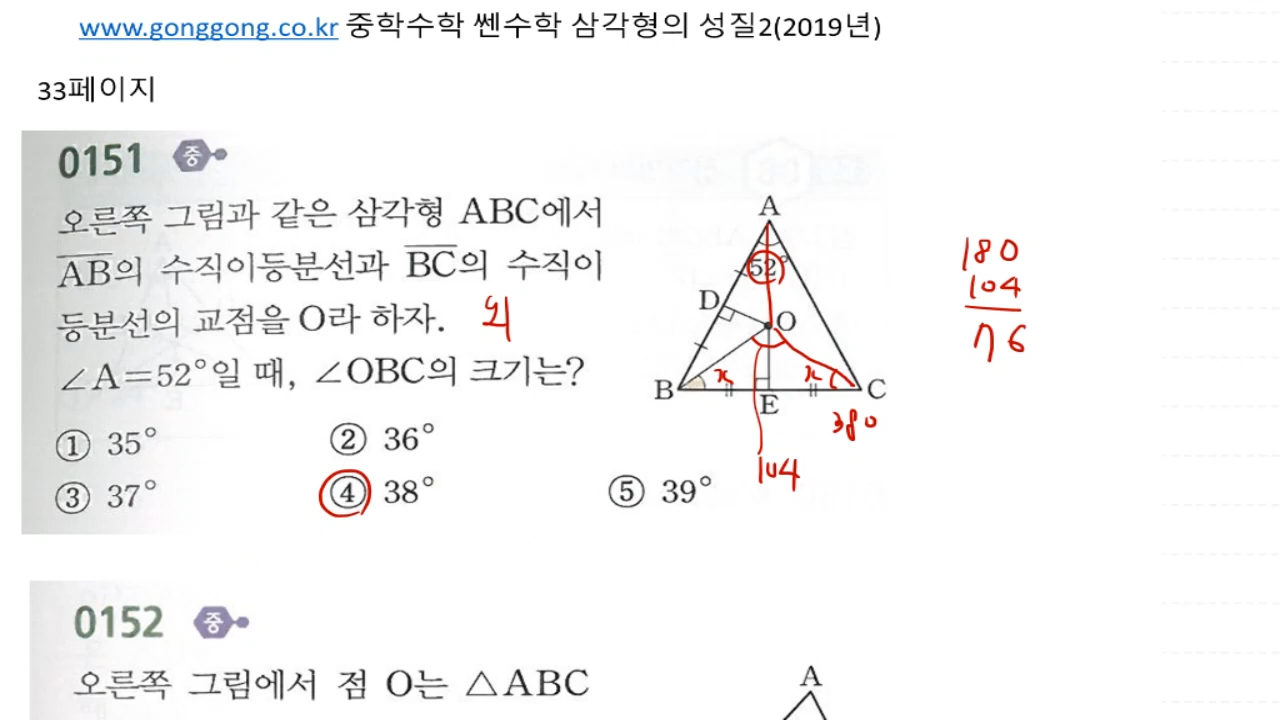 www.gonggong.co.kr 중학수학 쎈수학 삼각형의 성질2(2019년)
33페이지
0151 중
오른쪽 그림과 같은 삼각형 ABC에서
AB의 수직이등분선과 BC의 수직이
등분선의 교점을 O라 하자. 외
∠A=52°일 때, ∠OBC의 크기는?
① 35° ② 36°
③ 37° ④ 38° ⑤ 39°
A
52°
D
O
B x x C
E
380
104
180
104
76
0152 중
오른쪽 그림에서 점 O는 △ABC
A